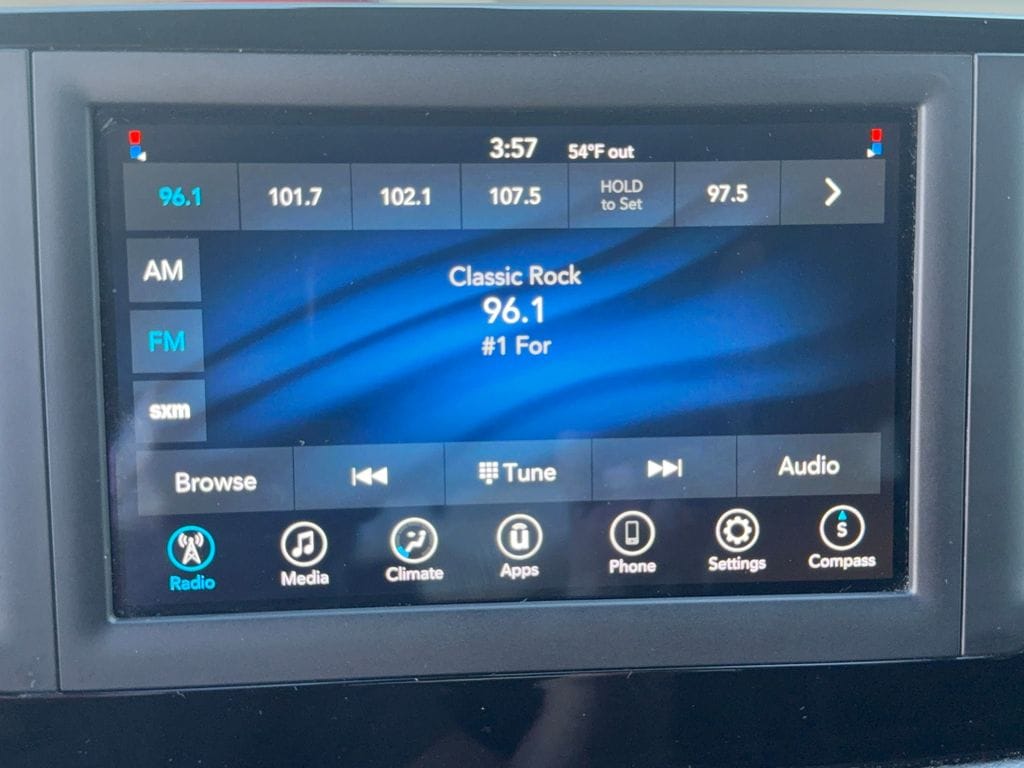 3:57 54°F out
96.1 101.7 102.1 107.5 HOLD to Set 97.5
AM
Classic Rock
96.1
FM
#1 For
sxm
Browse Tune Audio
Radio Media Climate Apps Phone Settings Compass
S